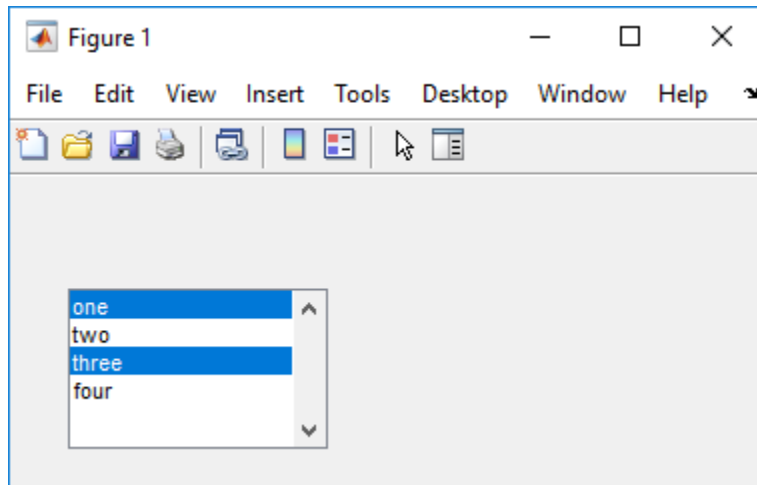 Figure 1
File Edit View Insert Tools Desktop Window Help
one
two
three
four